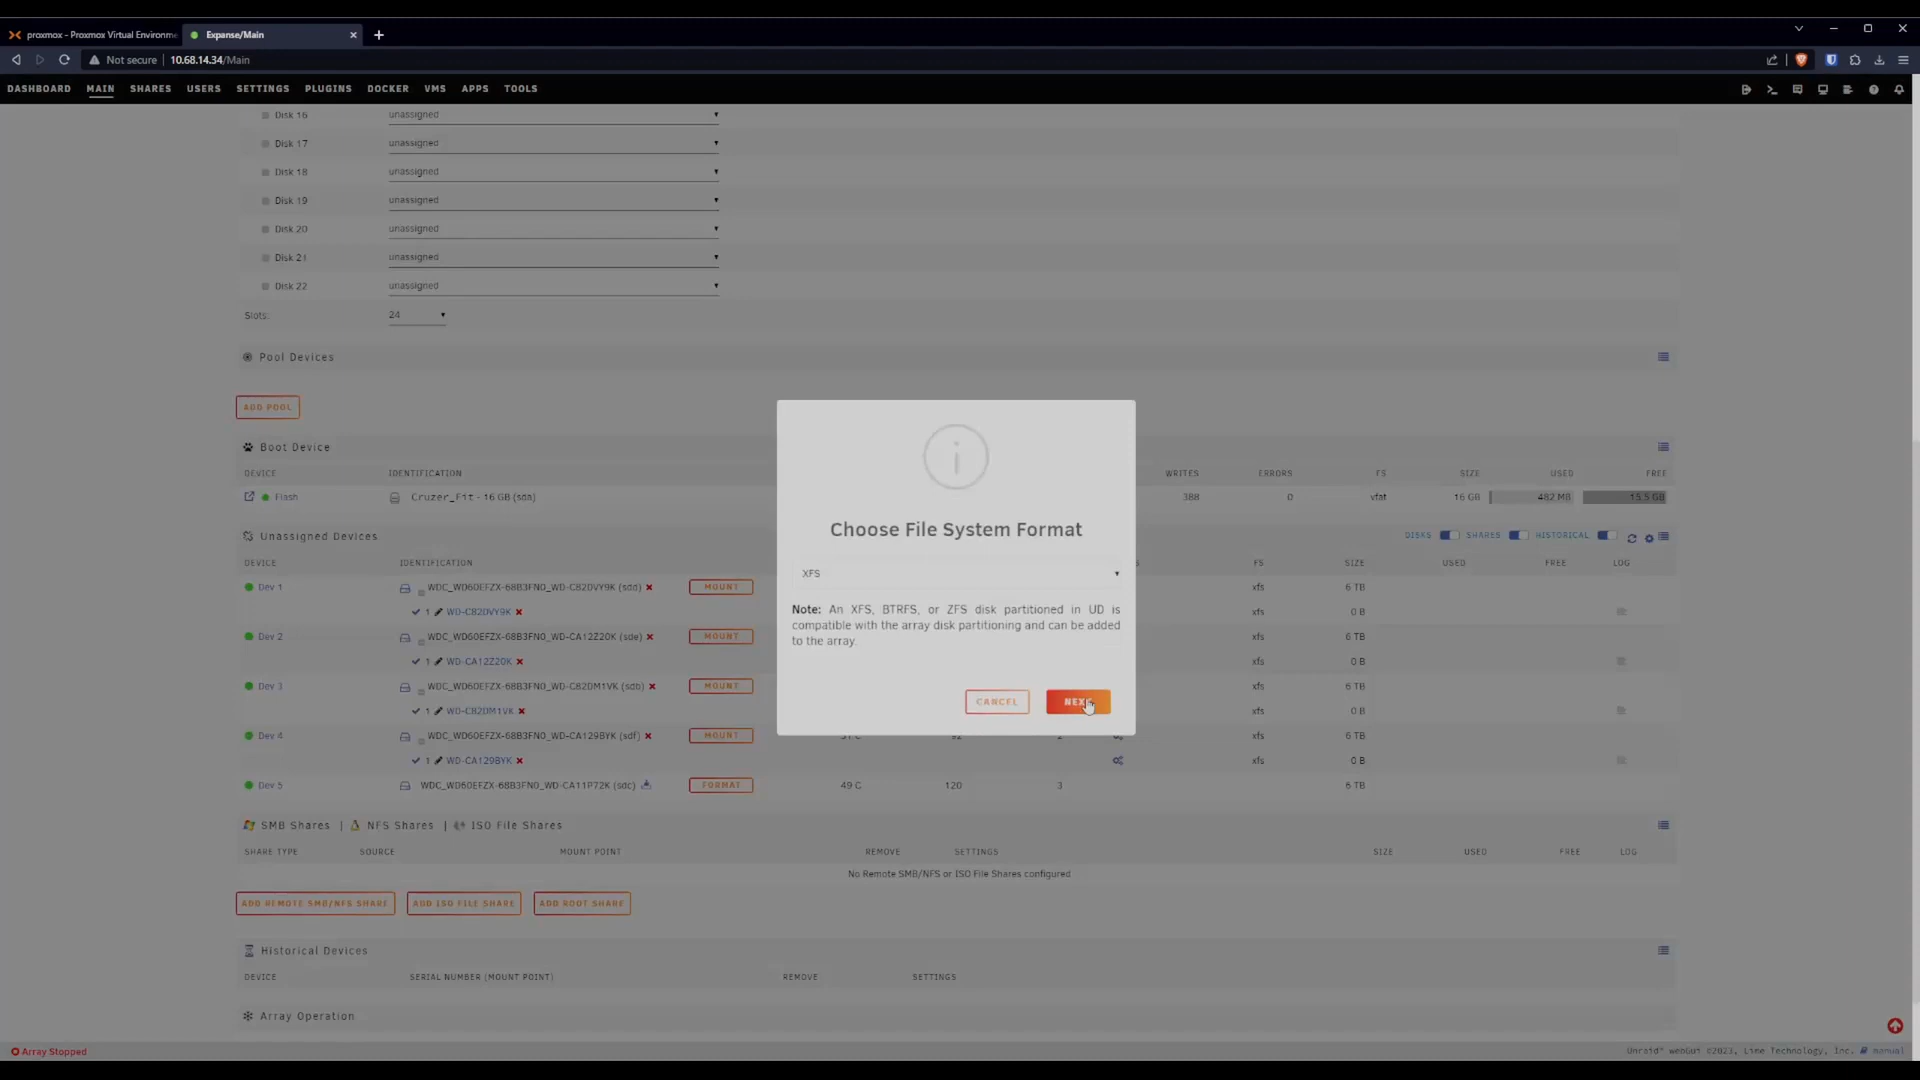 proxmox - Proxmox Virtual Environme
Expanse/Main
Not secure
10.68.14.34/Main
DASHBOARD MAIN SHARES USERS SETTINGS PLUGINS DOCKER VMS APPS TOOLS
Disk 16 unassigned
Disk 17 unassigned
Disk 18 unassigned
Disk 19 unassigned
Disk 20 unassigned
Disk 21 unassigned
Disk 22 unassigned
Slots: 24
Pool Devices
ADD POOL
Boot Device
DEVICE IDENTIFICATION WRITES ERRORS FS SIZE USED FREE
Flash Cruzer_Fit - 16 GB (sda) 388 0 vfat 16 GB 482 MB 15.5 GB
Unassigned Devices DISKS SHARES HISTORICAL
DEVICE IDENTIFICATION FS SIZE USED FREE LOG
Dev 1 WDC_WD60EFZX-68B3FN0_WD-C82DVY9K (sdd) MOUNT xfs 6 TB
1 WD-C82DVY9K xfs 0 B
Dev 2 WDC_WD60EFZX-68B3FN0_WD-CA12Z20K (sde) MOUNT xfs 6 TB
1 WD-CA12Z20K xfs 0 B
Dev 3 WDC_WD60EFZX-68B3FN0_WD-C82DM1VK (sdb) MOUNT xfs 6 TB
1 WD-C82DM1VK xfs 0 B
Dev 4 WDC_WD60EFZX-68B3FN0_WD-CA129BYK (sdf) MOUNT xfs 6 TB
1 WD-CA129BYK xfs 0 B
Dev 5 WDC_WD60EFZX-68B3FN0_WD-CA11P72K (sdc) FORMAT 49 C 120 3 6 TB
Choose File System Format
XFS
Note: An XFS, BTRFS, or ZFS disk partitioned in UD is
compatible with the array disk partitioning and can be added
to the array.
CANCEL NEXT
SMB Shares | NFS Shares | ISO File Shares
SHARE TYPE SOURCE MOUNT POINT REMOVE SETTINGS SIZE USED FREE LOG
No Remote SMB/NFS or ISO File Shares configured
ADD REMOTE SMB/NFS SHARE ADD ISO FILE SHARE ADD ROOT SHARE
Historical Devices
DEVICE SERIAL NUMBER (MOUNT POINT) REMOVE SETTINGS
Array Operation
Array Stopped
Unraid® webGui ©2023, Lime Technology, Inc. manual